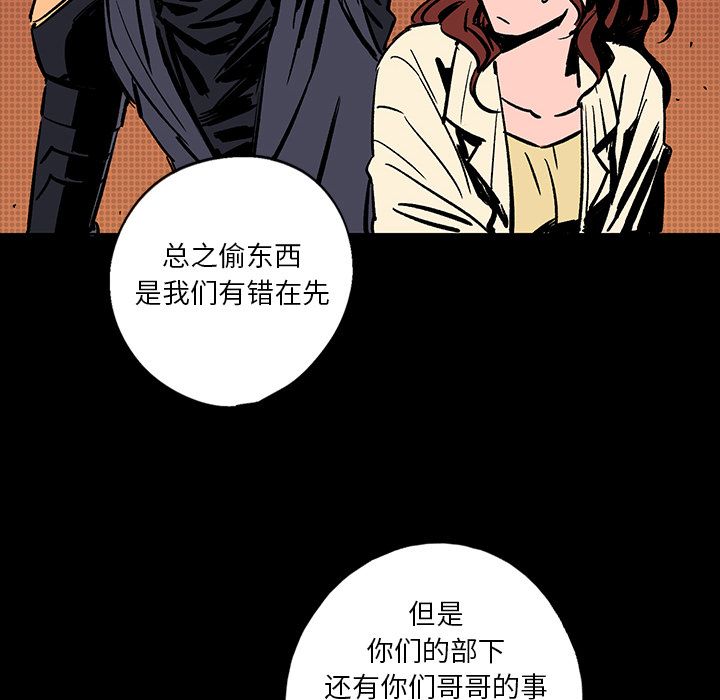 总之偷东西
是我们有错在先
但是
你们的部下
还有你们哥哥的事